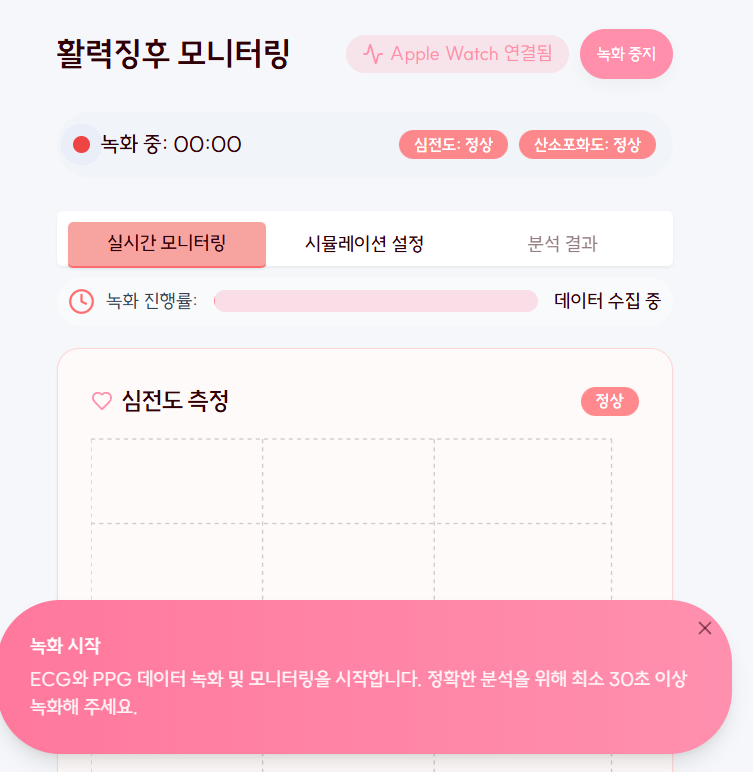 활력징후 모니터링
Apple Watch 연결됨
녹화 중지
녹화 중: 00:00
심전도: 정상
산소포화도: 정상
실시간 모니터링
시뮬레이션 설정
분석 결과
녹화 진행률:
데이터 수집 중
심전도 측정
정상
녹화 시작
ECG와 PPG 데이터 녹화 및 모니터링을 시작합니다. 정확한 분석을 위해 최소 30초 이상
녹화해 주세요.